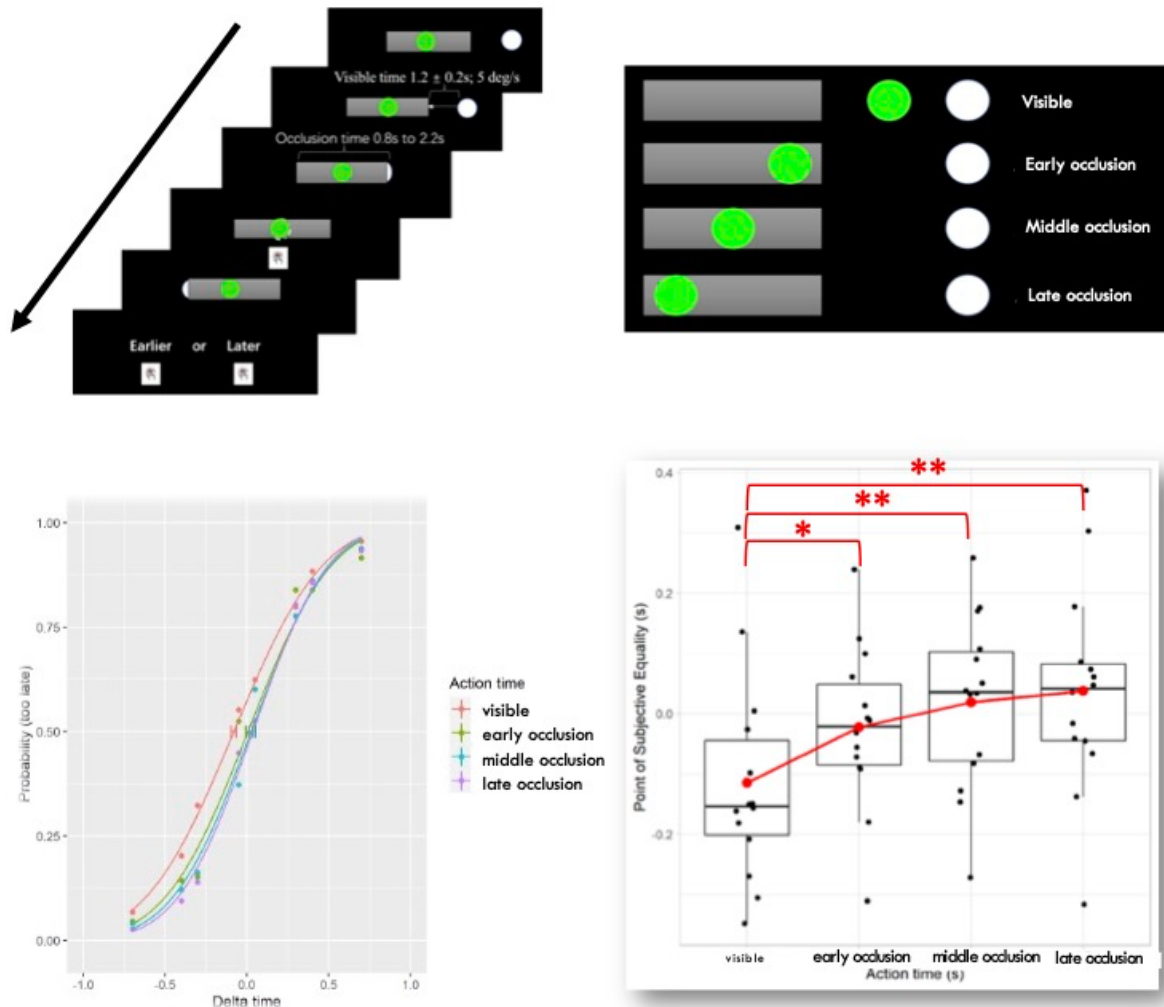 Visible time 1.2 ± 0.2s; 5 deg/s
Occlusion time 0.8s to 2.2s
Earlier or Later
Visible
Early occlusion
Middle occlusion
Late occlusion
1.00
0.75
0.50
0.25
0.00
Probability (too late)
-1.0
-0.5
0.0
0.5
1.0
Delta time
Action time
visible
early occlusion
middle occlusion
late occlusion
**
**
*
0.4
0.2
0.0
-0.2
Point of Subjective Equality (s)
visible
early occlusion
middle occlusion
late occlusion
Action time (s)